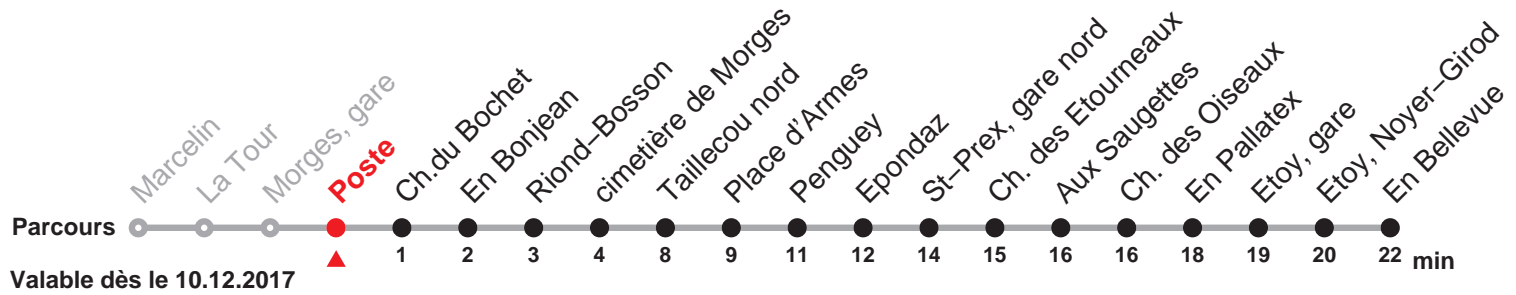 Marcelin
La Tour
Morges, gare
Poste
Ch.du Bochet
En Bonjean
Riond–Bosson
cimetière de Morges
Taillecou nord
Place d’Armes
Penguey
Epondaz
St–Prex, gare nord
Ch. des Etourneaux
Aux Saugettes
Ch. des Oiseaux
En Pallatex
Etoy, gare
Etoy, Noyer–Girod
En Bellevue
Parcours
1 2 3 4 8 9 11 12 14 15 16 16 18 19 20 22 min
Valable dès le 10.12.2017